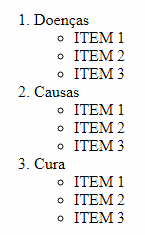 1. Doenças
◦ ITEM 1
◦ ITEM 2
◦ ITEM 3
2. Causas
◦ ITEM 1
◦ ITEM 2
◦ ITEM 3
3. Cura
◦ ITEM 1
◦ ITEM 2
◦ ITEM 3